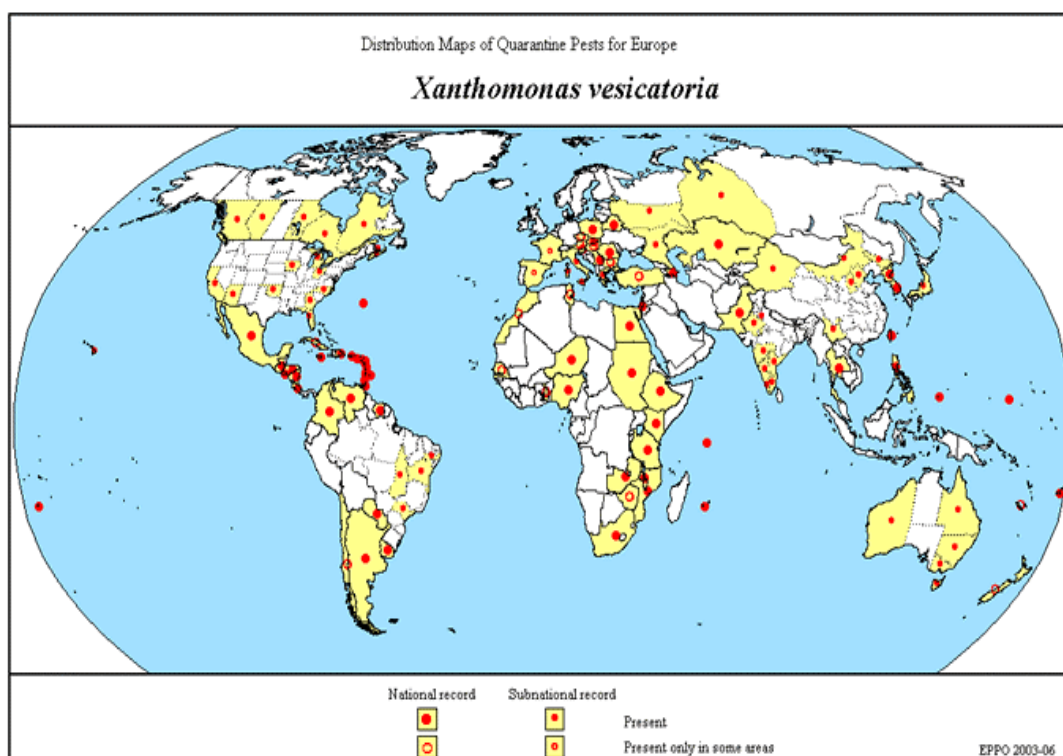 Distribution Maps of Quarantine Pests for Europe
Xanthomonas vesicatoria
National record Subnational record
Present
Present only in some areas
EPPO 2003-06